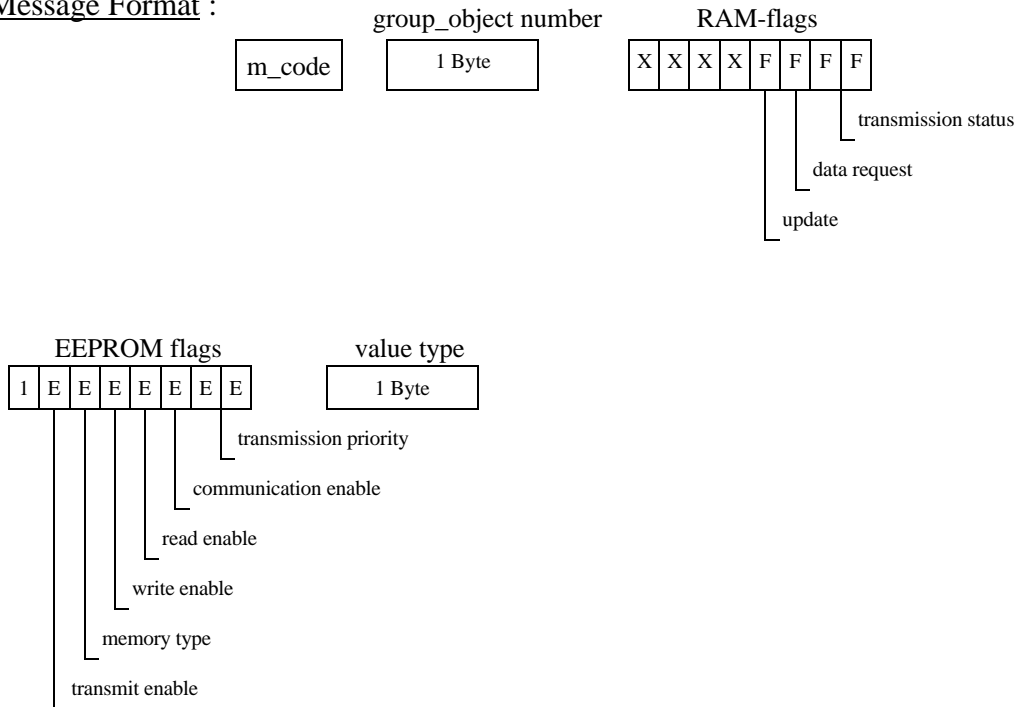 Message Format :
group_object number RAM-flags
m_code 1 Byte X X X X F F F F
transmission status
data request
update
EEPROM flags value type
1 E E E E E E E 1 Byte
transmission priority
communication enable
read enable
write enable
memory type
transmit enable